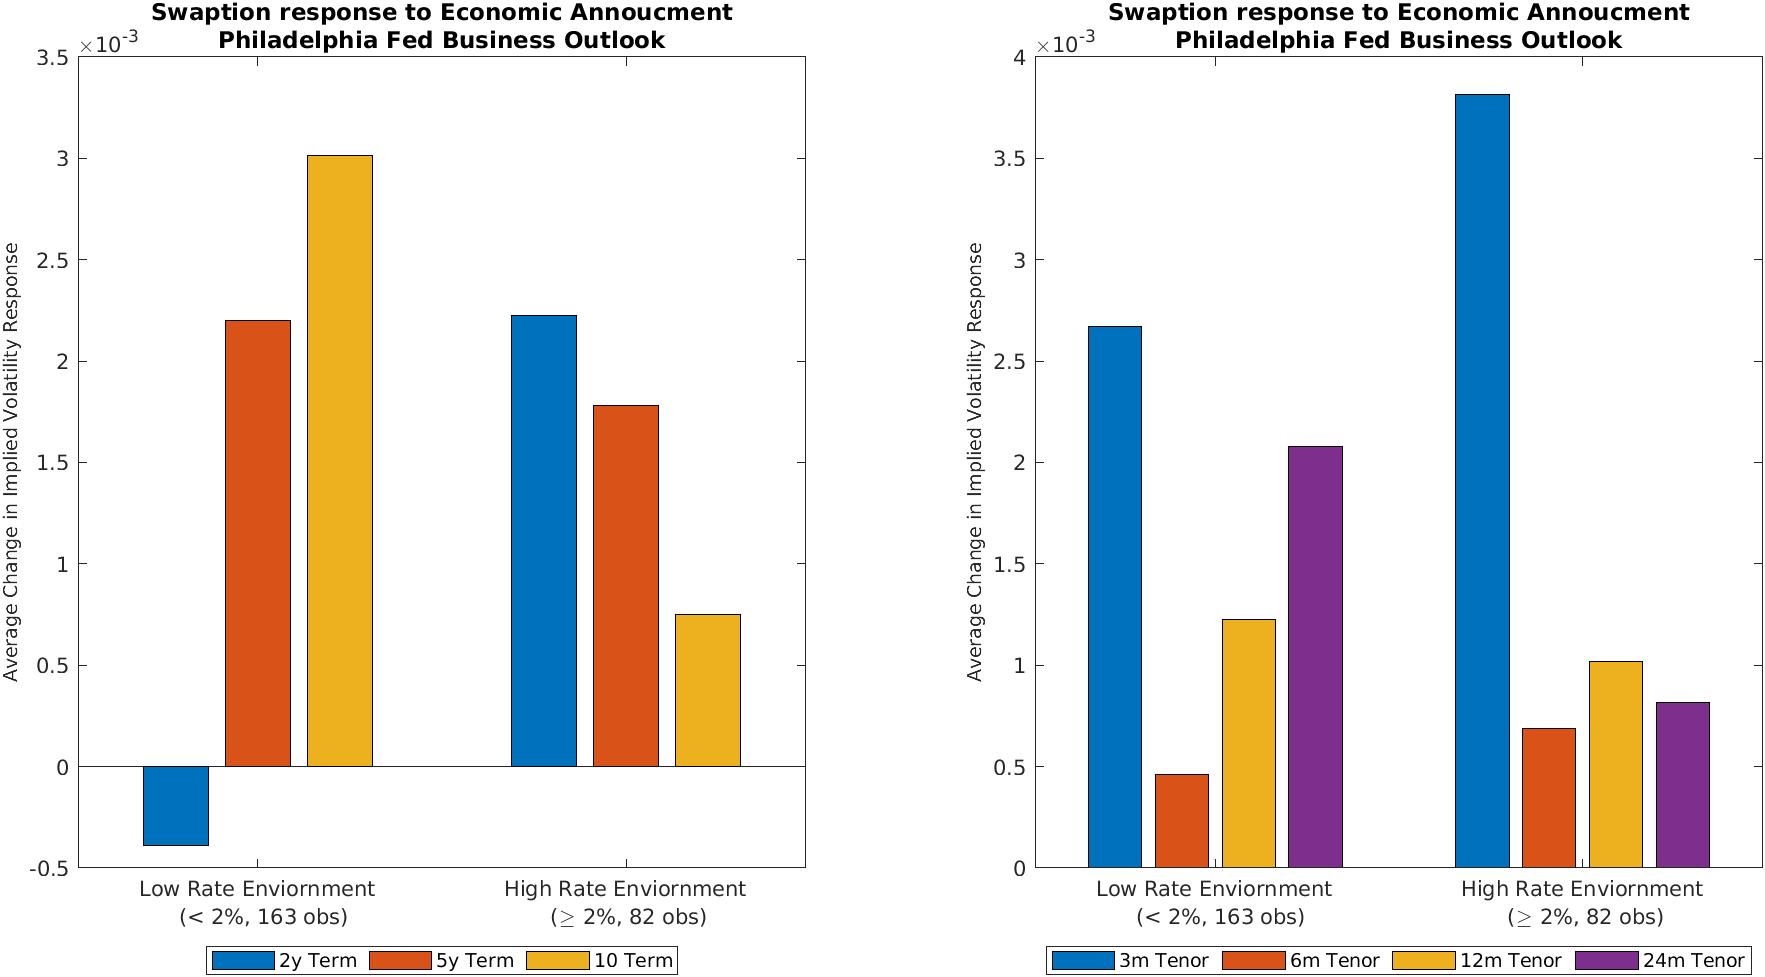 Swaption response to Economic Annoucment
Philadelphia Fed Business Outlook
×10-3
3.5
3
2.5
2
1.5
1
0.5
0
-0.5
Average Change in Implied Volatility Response
Low Rate Enviornment
(< 2%, 163 obs)
High Rate Enviornment
(≥ 2%, 82 obs)
2y Term 5y Term 10 Term
Swaption response to Economic Annoucment
Philadelphia Fed Business Outlook
×10-3
4
3.5
3
2.5
2
1.5
1
0.5
0
Average Change in Implied Volatility Response
Low Rate Enviornment
(< 2%, 163 obs)
High Rate Enviornment
(≥ 2%, 82 obs)
3m Tenor 6m Tenor 12m Tenor 24m Tenor